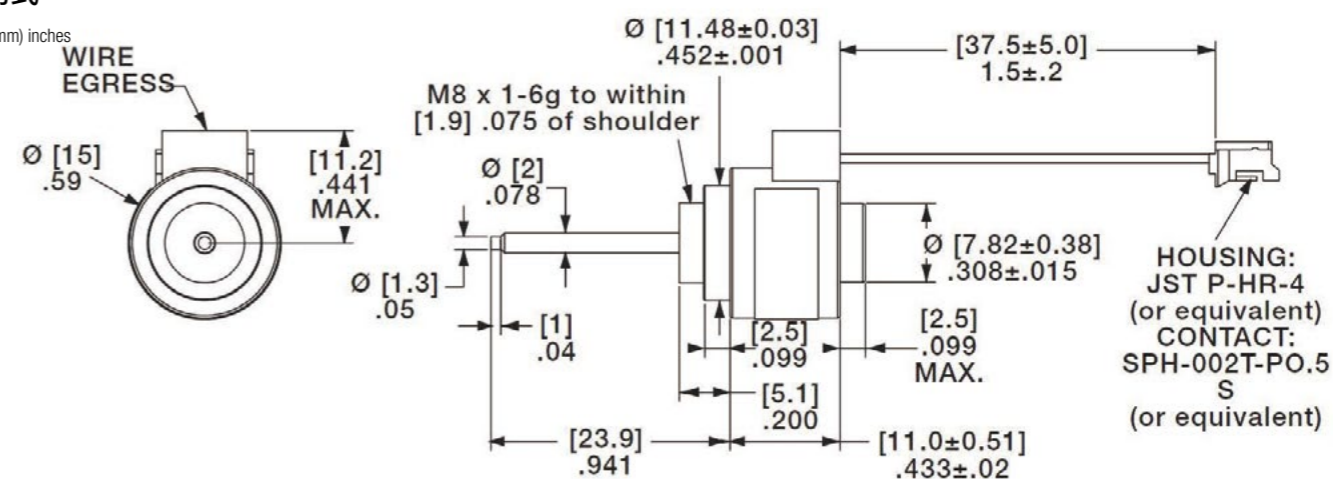 mm) inches
WIRE
EGRESS
Ø [15]
.59
[11.2]
.441
MAX.
Ø [11.48±0.03]
.452±.001
[37.5±5.0]
1.5±.2
M8 x 1-6g to within
[1.9] .075 of shoulder
Ø [2]
.078
Ø [1.3]
.05
[1]
.04
Ø [7.82±0.38]
.308±.015
[2.5]
.099
[2.5]
.099
MAX.
[5.1]
.200
[23.9]
.941
[11.0±0.51]
.433±.02
HOUSING:
JST P-HR-4
(or equivalent)
CONTACT:
SPH-002T-PO.5
S
(or equivalent)